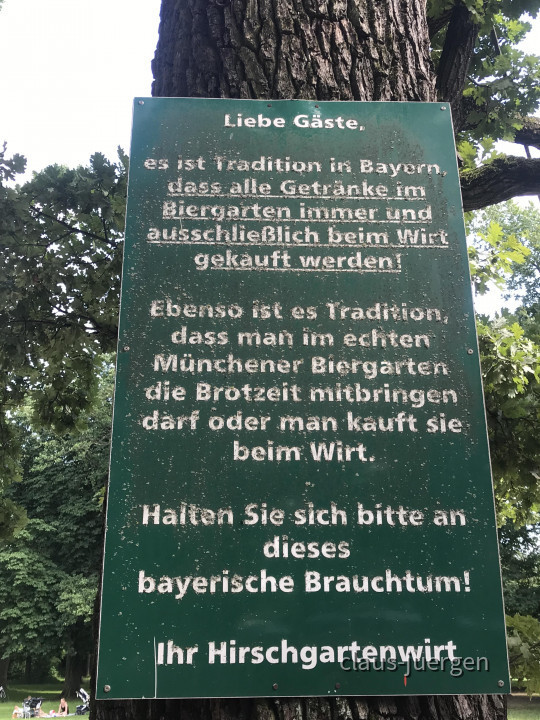 Liebe Gäste,
es ist Tradition in Bayern,
dass alle Getränke im
Biergarten immer und
ausschließlich beim Wirt
gekauft werden!
Ebenso ist es Tradition,
dass man im echten
Münchener Biergarten
die Brotzeit mitbringen
darf oder man kauft sie
beim Wirt.
Halten Sie sich bitte an
dieses
bayerische Brauchtum!
Ihr Hirschgartenwirt
claus-juergen